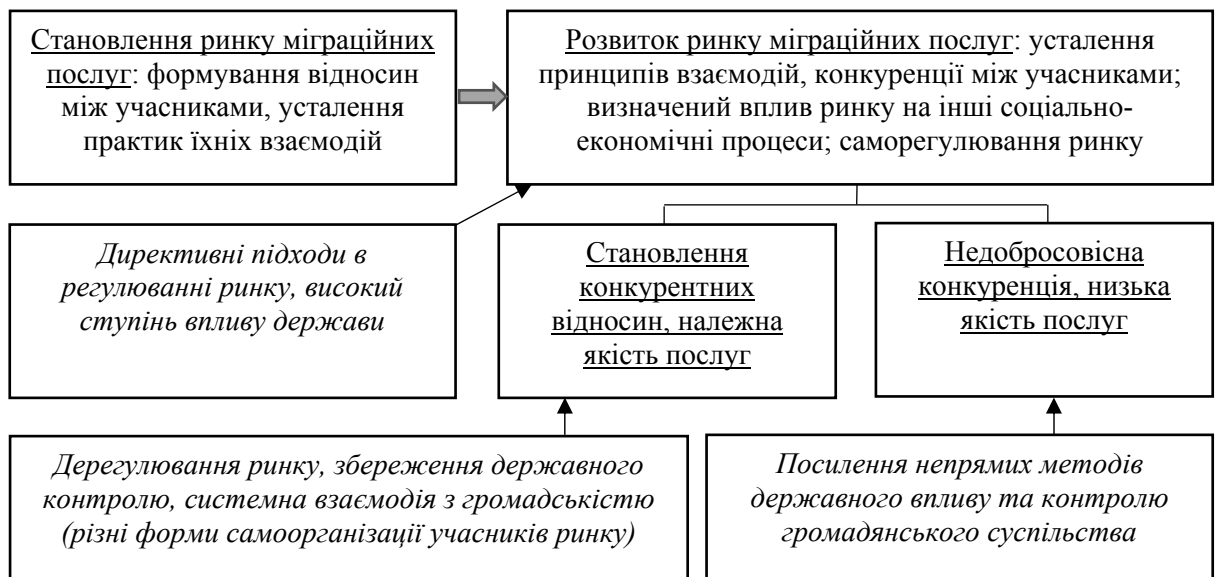 Становлення ринку міграційних
послуг: формування відносин
між учасниками, усталення
практик їхніх взаємодій
Розвиток ринку міграційних послуг: усталення
принципів взаємодій, конкуренції між учасниками;
визначений вплив ринку на інші соціально-
економічні процеси; саморегулювання ринку
Директивні підходи в
регулюванні ринку, високий
ступінь впливу держави
Становлення
конкурентних
відносин, належна
якість послуг
Недобросовісна
конкуренція, низька
якість послуг
Дерегулювання ринку, збереження державного
контролю, системна взаємодія з громадськістю
(різні форми самоорганізації учасників ринку)
Посилення непрямих методів
державного впливу та контролю
громадянського суспільства